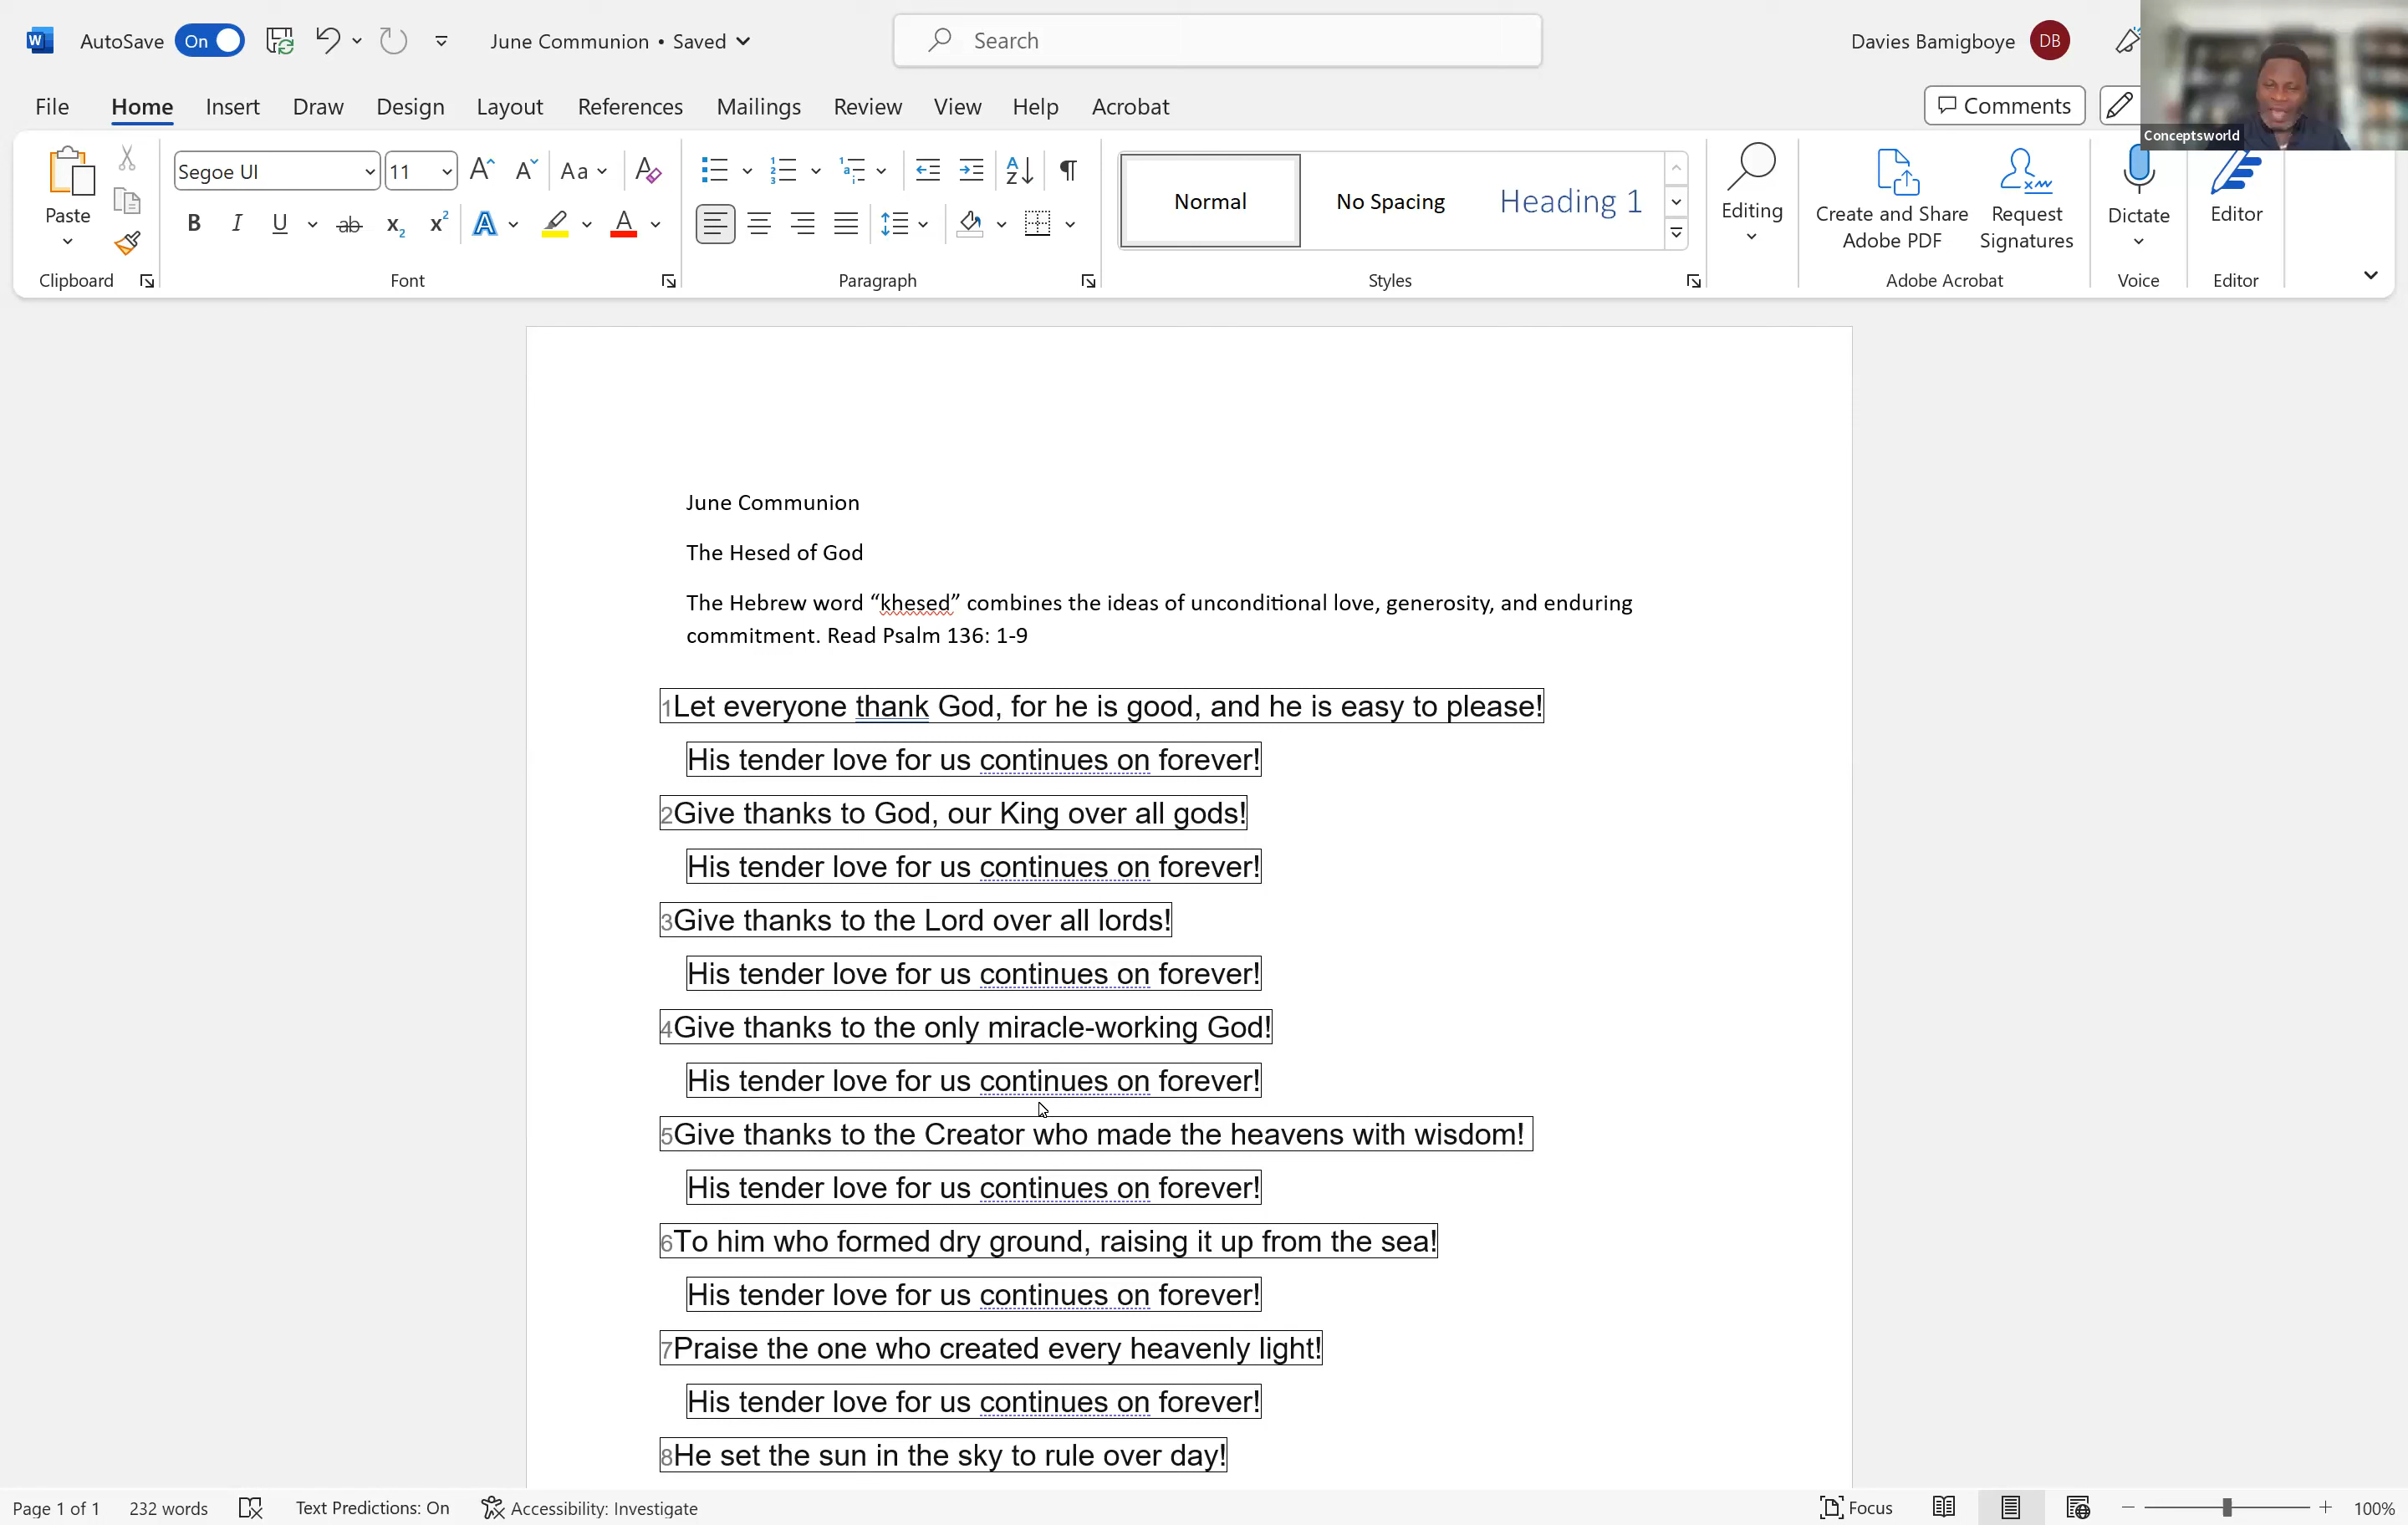 AutoSave On June Communion • Saved Search Davies Bamigboye DB
File Home Insert Draw Design Layout References Mailings Review View Help Acrobat Comments
Conceptsworld
Paste
Segoe UI 11
Normal No Spacing Heading 1
Editing
Create and Share Adobe PDF
Request Signatures
Dictate
Editor
Clipboard Font Paragraph Styles Adobe Acrobat Voice Editor
June Communion
The Hesed of God
The Hebrew word “khesed” combines the ideas of unconditional love, generosity, and enduring
commitment. Read Psalm 136: 1-9
1Let everyone thank God, for he is good, and he is easy to please!
His tender love for us continues on forever!
2Give thanks to God, our King over all gods!
His tender love for us continues on forever!
3Give thanks to the Lord over all lords!
His tender love for us continues on forever!
4Give thanks to the only miracle-working God!
His tender love for us continues on forever!
5Give thanks to the Creator who made the heavens with wisdom!
His tender love for us continues on forever!
6To him who formed dry ground, raising it up from the sea!
His tender love for us continues on forever!
7Praise the one who created every heavenly light!
His tender love for us continues on forever!
8He set the sun in the sky to rule over day!
Page 1 of 1 232 words Text Predictions: On Accessibility: Investigate Focus 100%